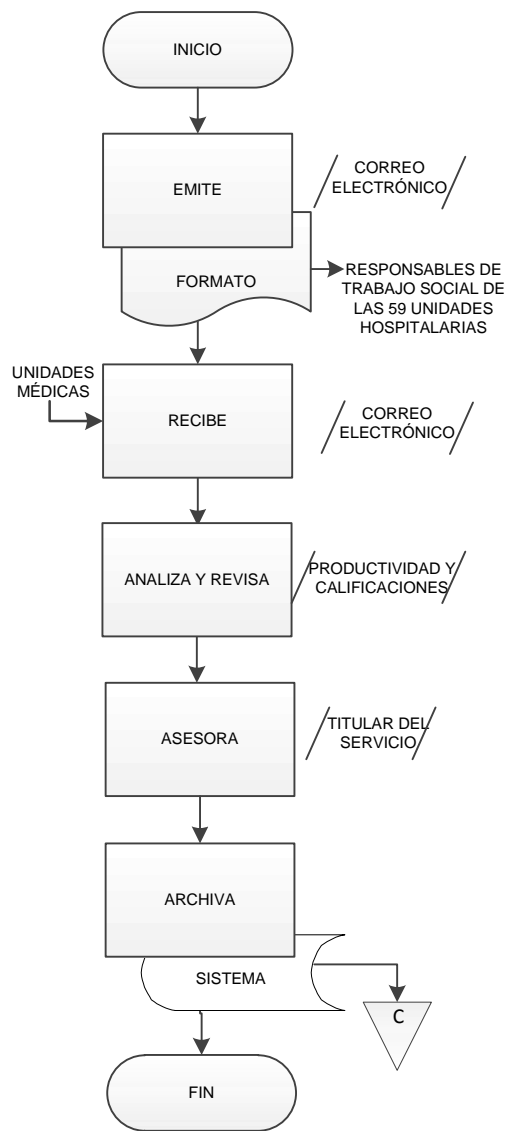 INICIO
EMITE
CORREO
ELECTRÓNICO
FORMATO
RESPONSABLES DE
TRABAJO SOCIAL DE
LAS 59 UNIDADES
HOSPITALARIAS
UNIDADES
MÉDICAS
RECIBE
CORREO
ELECTRÓNICO
ANALIZA Y REVISA
PRODUCTIVIDAD Y
CALIFICACIONES
ASESORA
TITULAR DEL
SERVICIO
ARCHIVA
SISTEMA
C
FIN